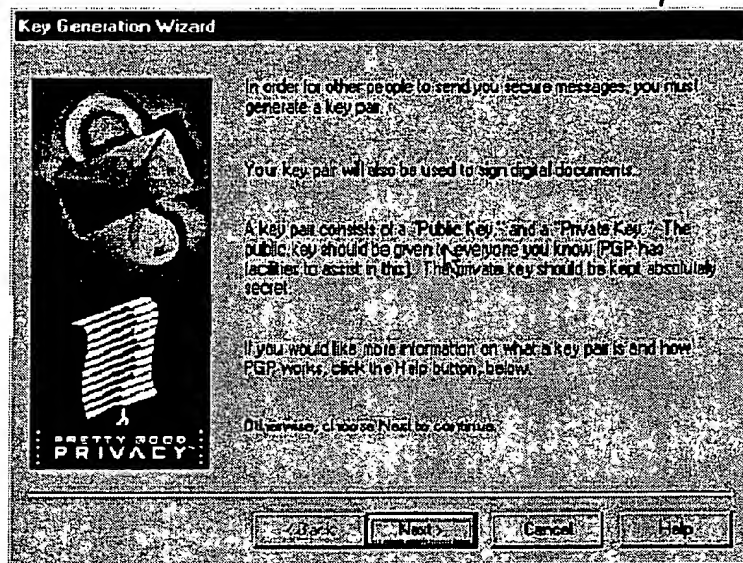 Key Generation Wizard
In order for other people to send you secure messages, you must
generate a key pair.
Your key pair will also be used to sign digital documents.
A key pair consists of a "Public Key," and a "Private Key." The
public key should be given to everyone you know (PGP has
facilities to assist in this). The private key should be kept absolutely
secret.
If you would like more information on what a key pair is and how
PGP works, click the Help button, below.
Otherwise, choose Next to continue.
PRETTY GOOD
PRIVACY
< Back
Next >
Cancel
Help